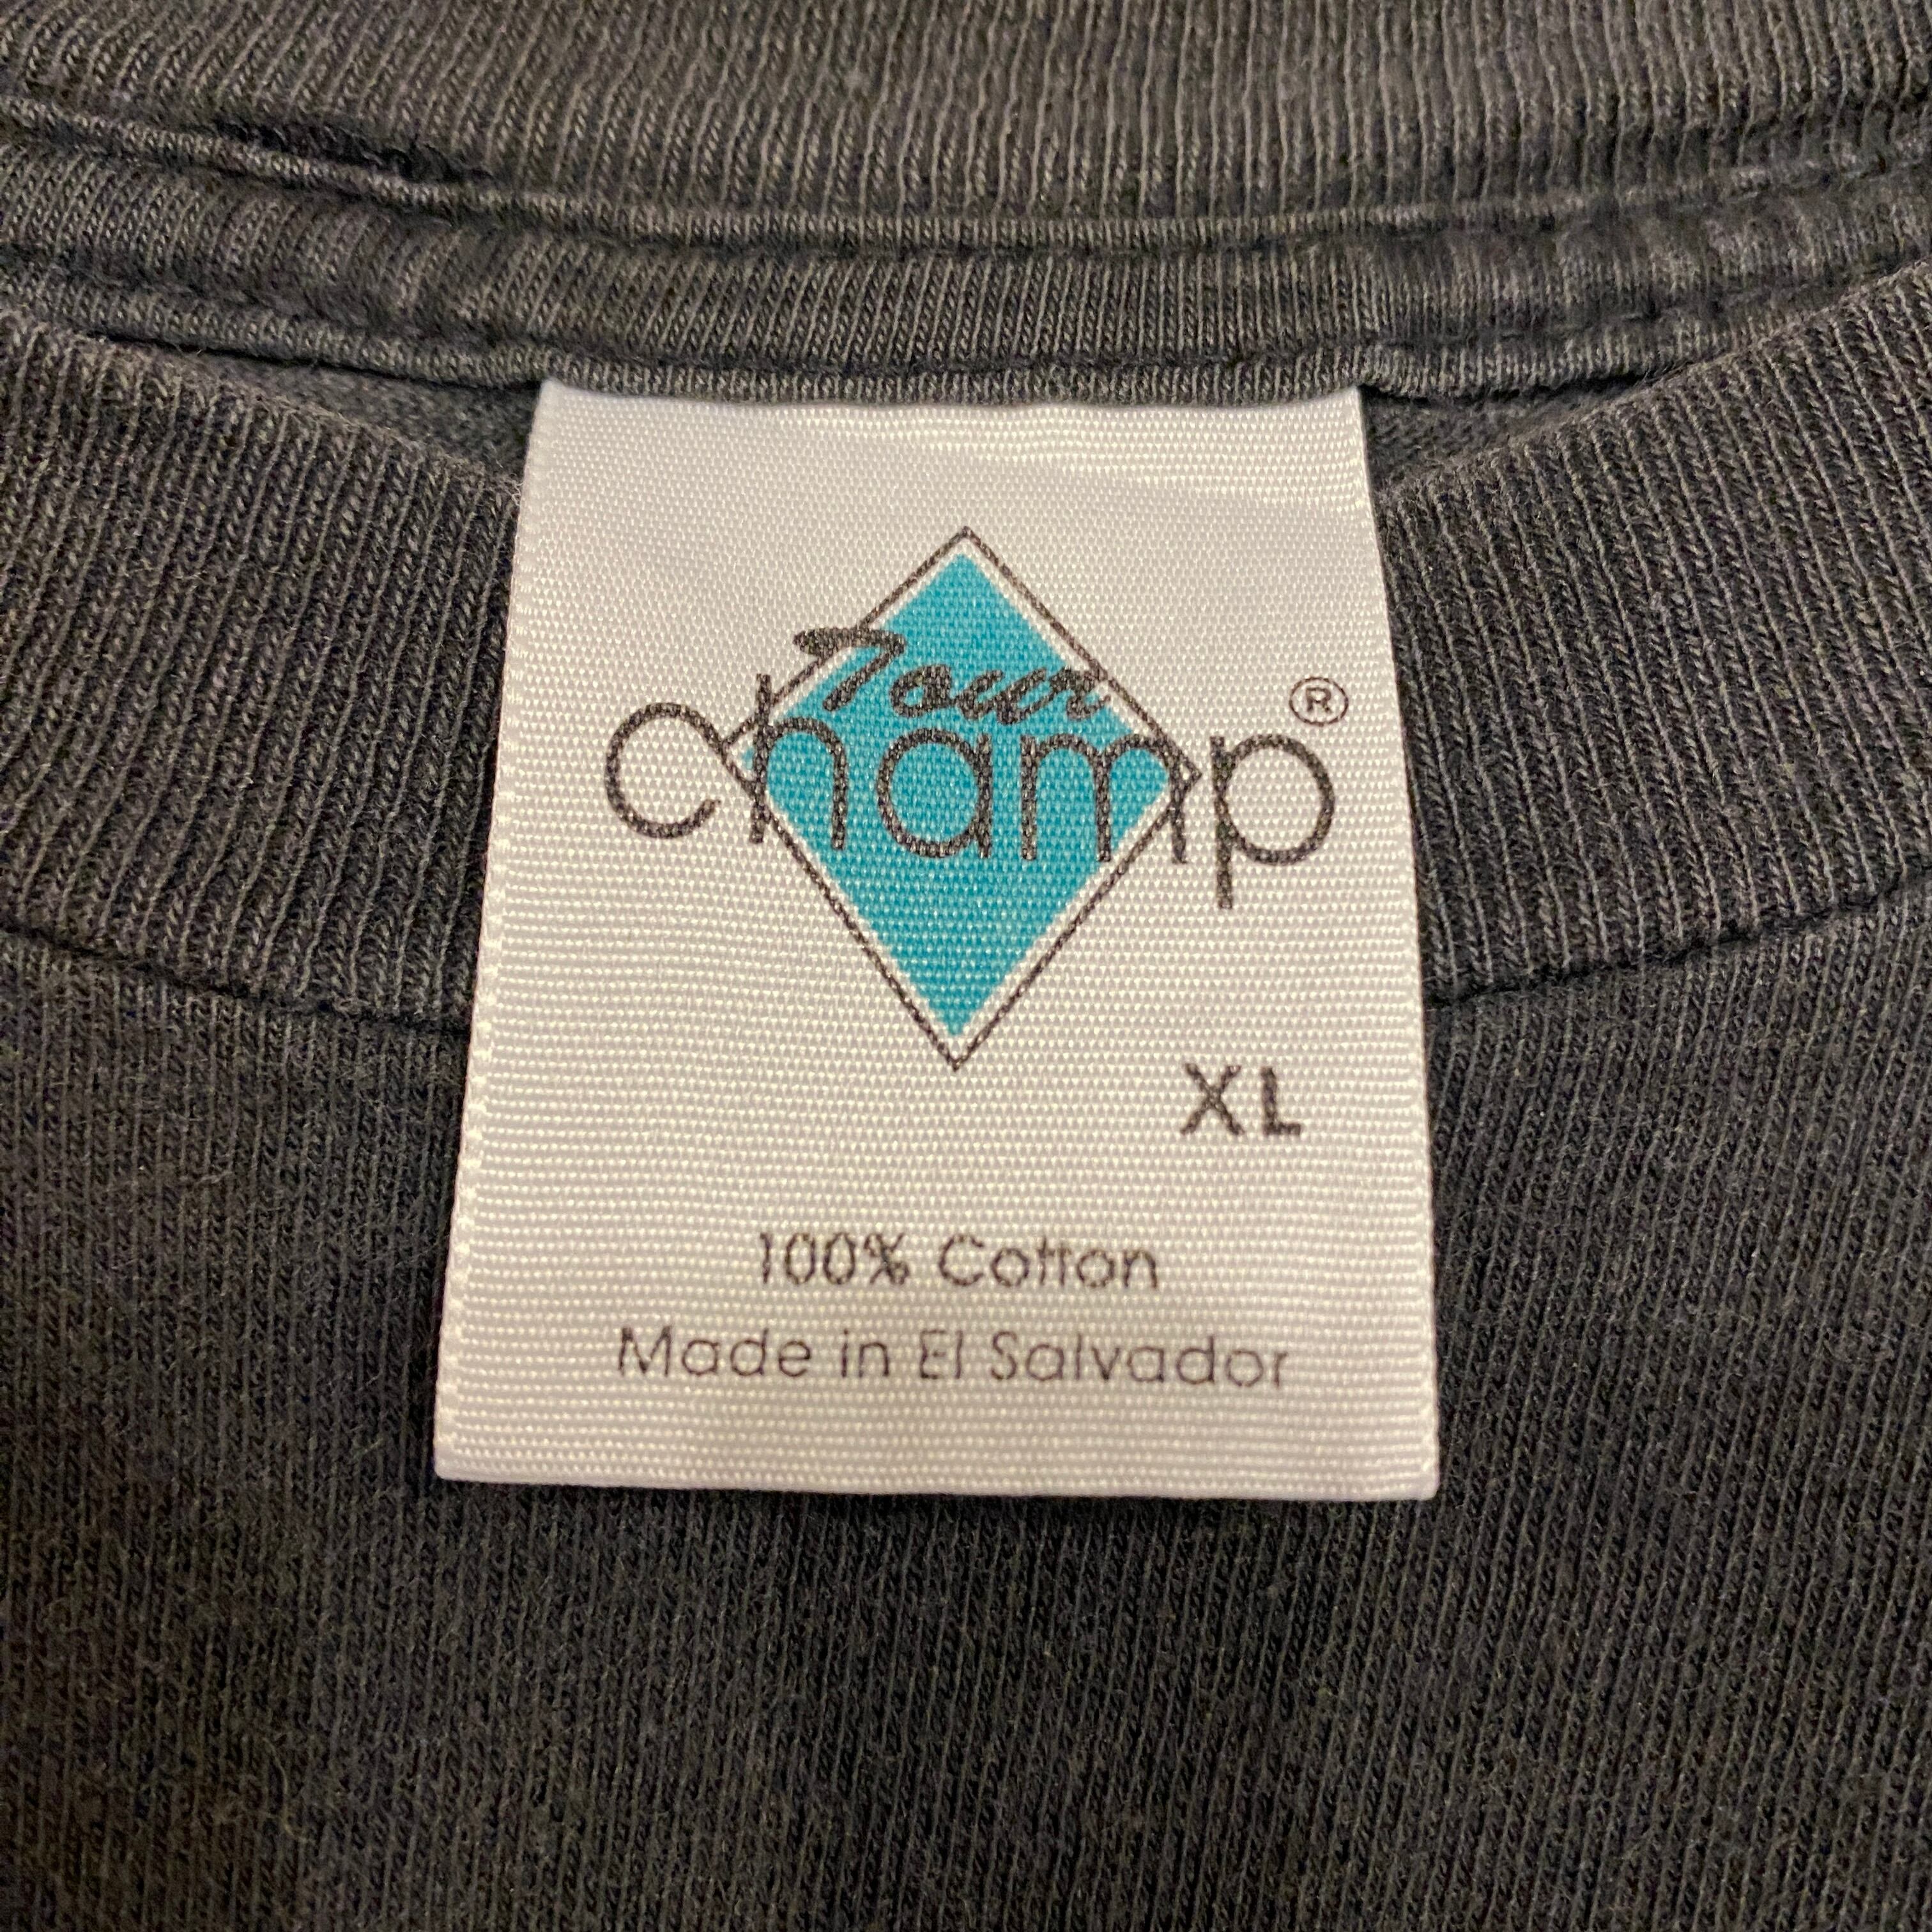 Tour
champ®
XL
100% Cotton
Made in El Salvador